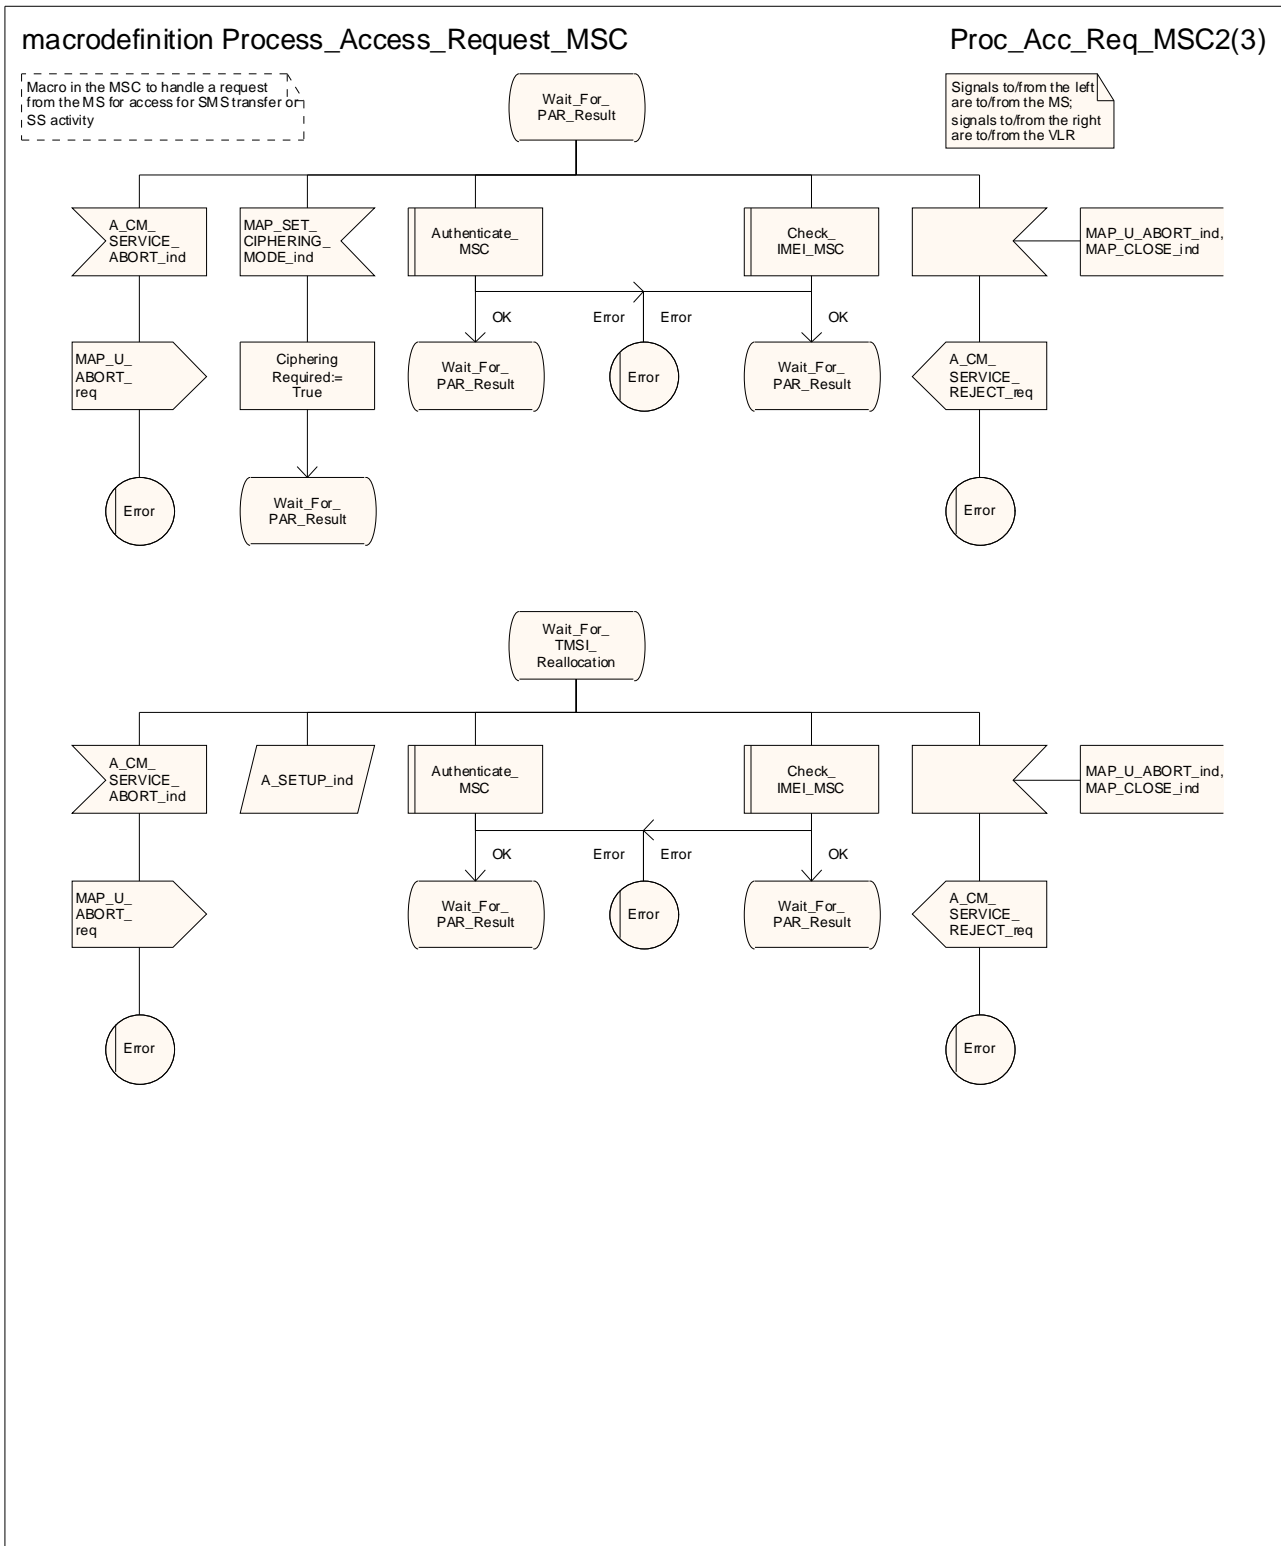 macrodefinition Process_Access_Request_MSC
Proc_Acc_Req_MSC2(3)
Macro in the MSC to handle a request
from the MS for access for SMS transfer or
SS activity
Wait_For_
PAR_Result
Signals to/from the left
are to/from the MS;
signals to/from the right
are to/from the VLR
A_CM_
SERVICE_
ABORT_ind
MAP_SET_
CIPHERING_
MODE_ind
Authenticate_
MSC
Check_
IMEI_MSC
MAP_U_ABORT_ind,
MAP_CLOSE_ind
OK
Error
Error
OK
MAP_U_
ABORT_
req
Ciphering
Required:=
True
Wait_For_
PAR_Result
Error
Wait_For_
PAR_Result
A_CM_
SERVICE_
REJECT_req
Error
Wait_For_
PAR_Result
Error
Wait_For_
TMSI_
Reallocation
A_CM_
SERVICE_
ABORT_ind
A_SETUP_ind
Authenticate_
MSC
Check_
IMEI_MSC
MAP_U_ABORT_ind,
MAP_CLOSE_ind
OK
Error
Error
OK
MAP_U_
ABORT_
req
Wait_For_
PAR_Result
Error
Wait_For_
PAR_Result
A_CM_
SERVICE_
REJECT_req
Error
Error